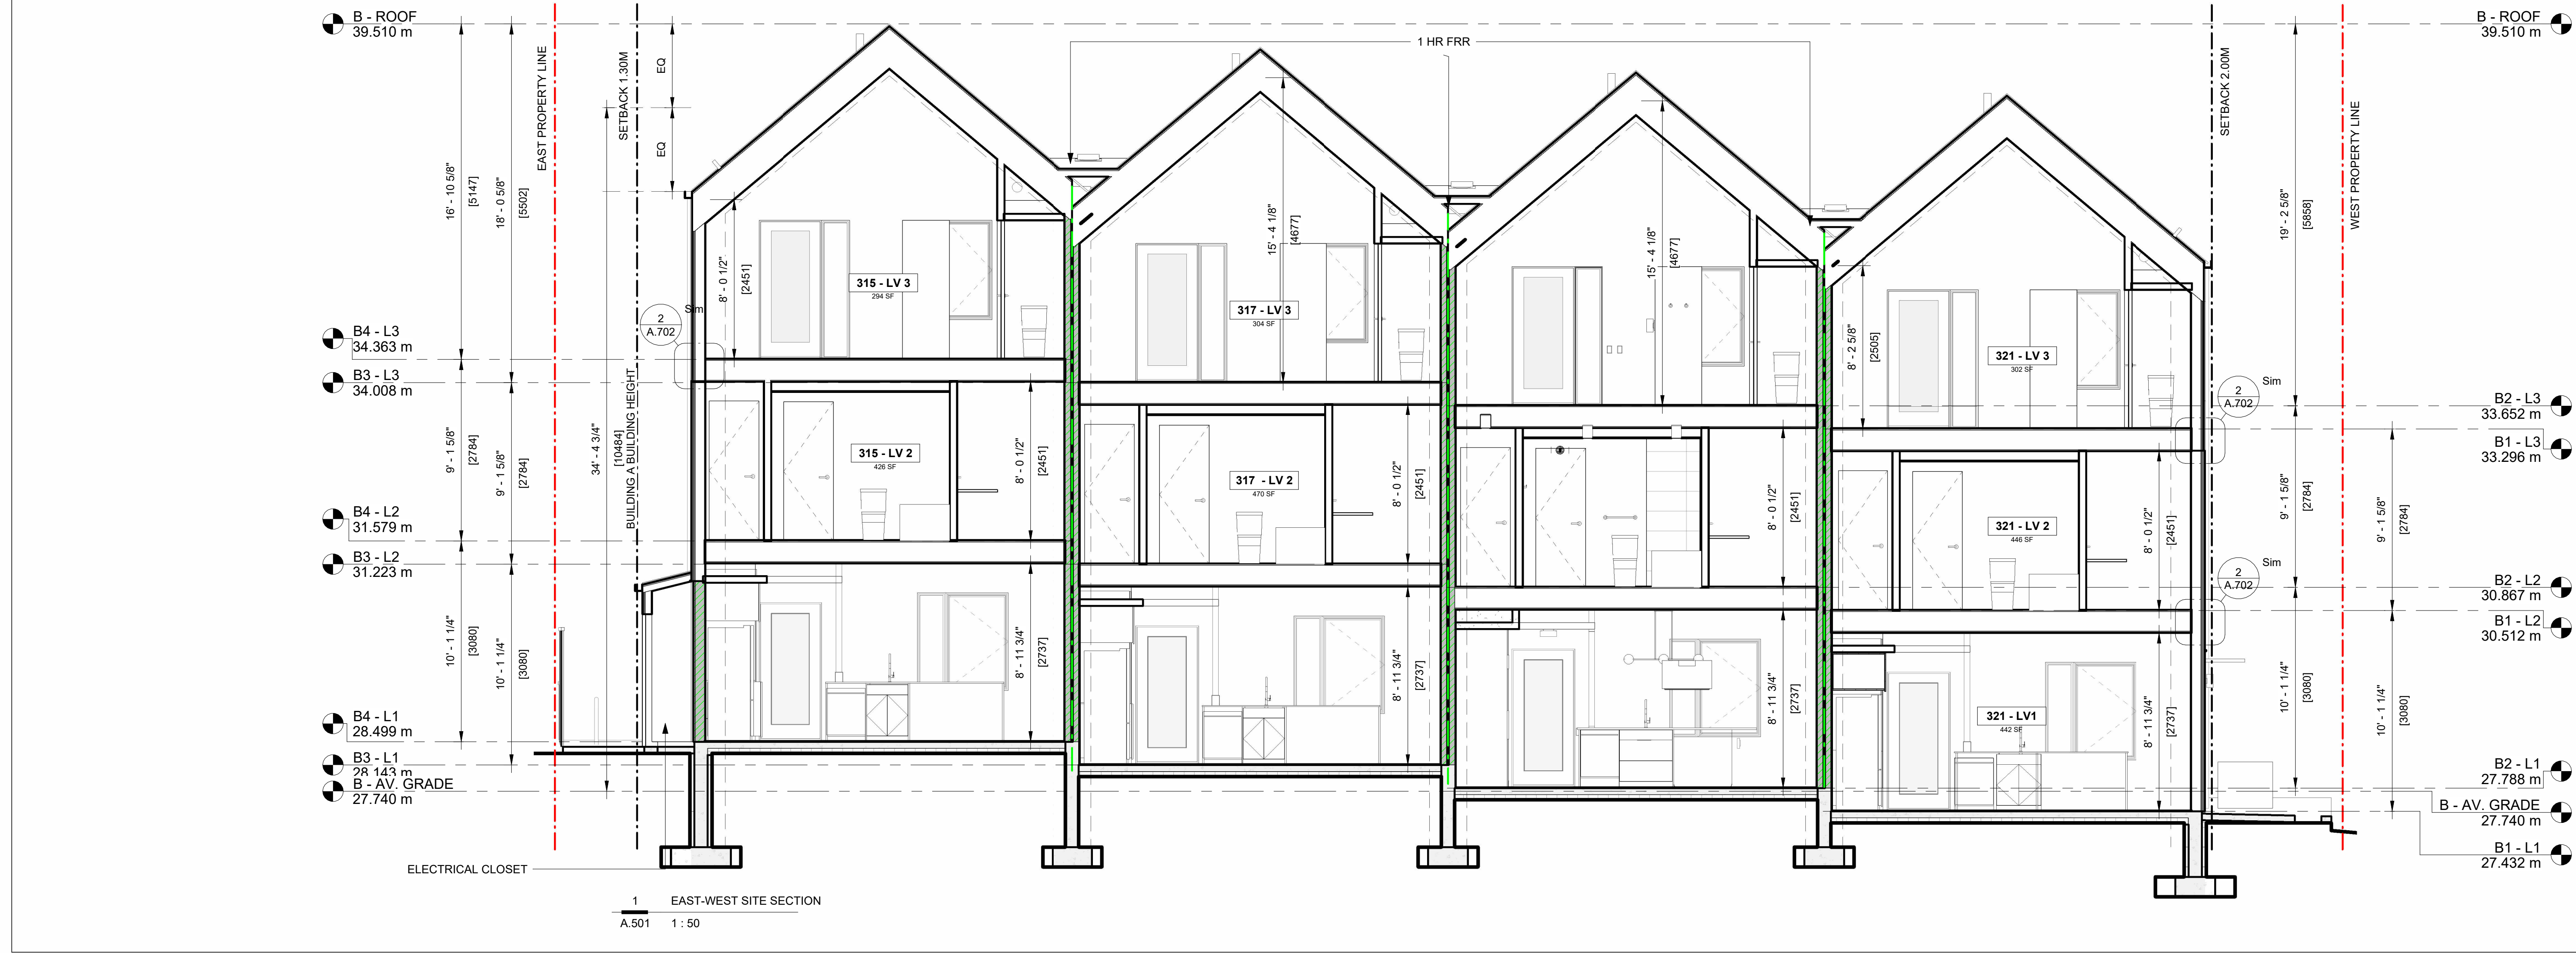 B - ROOF
39.510 m
B4 - L3
34.363 m
B3 - L3
34.008 m
B4 - L2
31.579 m
B3 - L2
31.223 m
B4 - L1
28.499 m
B3 - L1
28.143 m
B - AV. GRADE
27.740 m
16' - 10 5/8"
[5147]
18' - 0 5/8"
[5502]
9' - 1 5/8"
[2784]
9' - 1 5/8"
[2784]
10' - 1 1/4"
[3080]
10' - 1 1/4"
[3080]
EAST PROPERTY LINE
SETBACK 1.30M
EQ
EQ
34' - 4 3/4"
[10484]
BUILDING A BUILDING HEIGHT
2
A.702
Sim
1 HR FRR
8' - 0 1/2"
[2451]
315 - LV 3
294 SF
15' - 4 1/8"
[4677]
317 - LV 3
304 SF
15' - 4 1/8"
[4677]
8' - 2 5/8"
[2505]
321 - LV 3
302 SF
315 - LV 2
426 SF
8' - 0 1/2"
[2451]
317 - LV 2
470 SF
8' - 0 1/2"
[2451]
8' - 0 1/2"
[2451]
321 - LV 2
446 SF
8' - 0 1/2"
[2451]
8' - 11 3/4"
[2737]
8' - 11 3/4"
[2737]
8' - 11 3/4"
[2737]
321 - LV1
442 SF
8' - 11 3/4"
[2737]
2
A.702
Sim
2
A.702
Sim
SETBACK 2.00M
WEST PROPERTY LINE
19' - 2 5/8"
[5858]
9' - 1 5/8"
[2784]
9' - 1 5/8"
[2784]
10' - 1 1/4"
[3080]
10' - 1 1/4"
[3080]
B - ROOF
39.510 m
B2 - L3
33.652 m
B1 - L3
33.296 m
B2 - L2
30.867 m
B1 - L2
30.512 m
B2 - L1
27.788 m
B - AV. GRADE
27.740 m
B1 - L1
27.432 m
ELECTRICAL CLOSET
1
EAST-WEST SITE SECTION
A.501
1 : 50